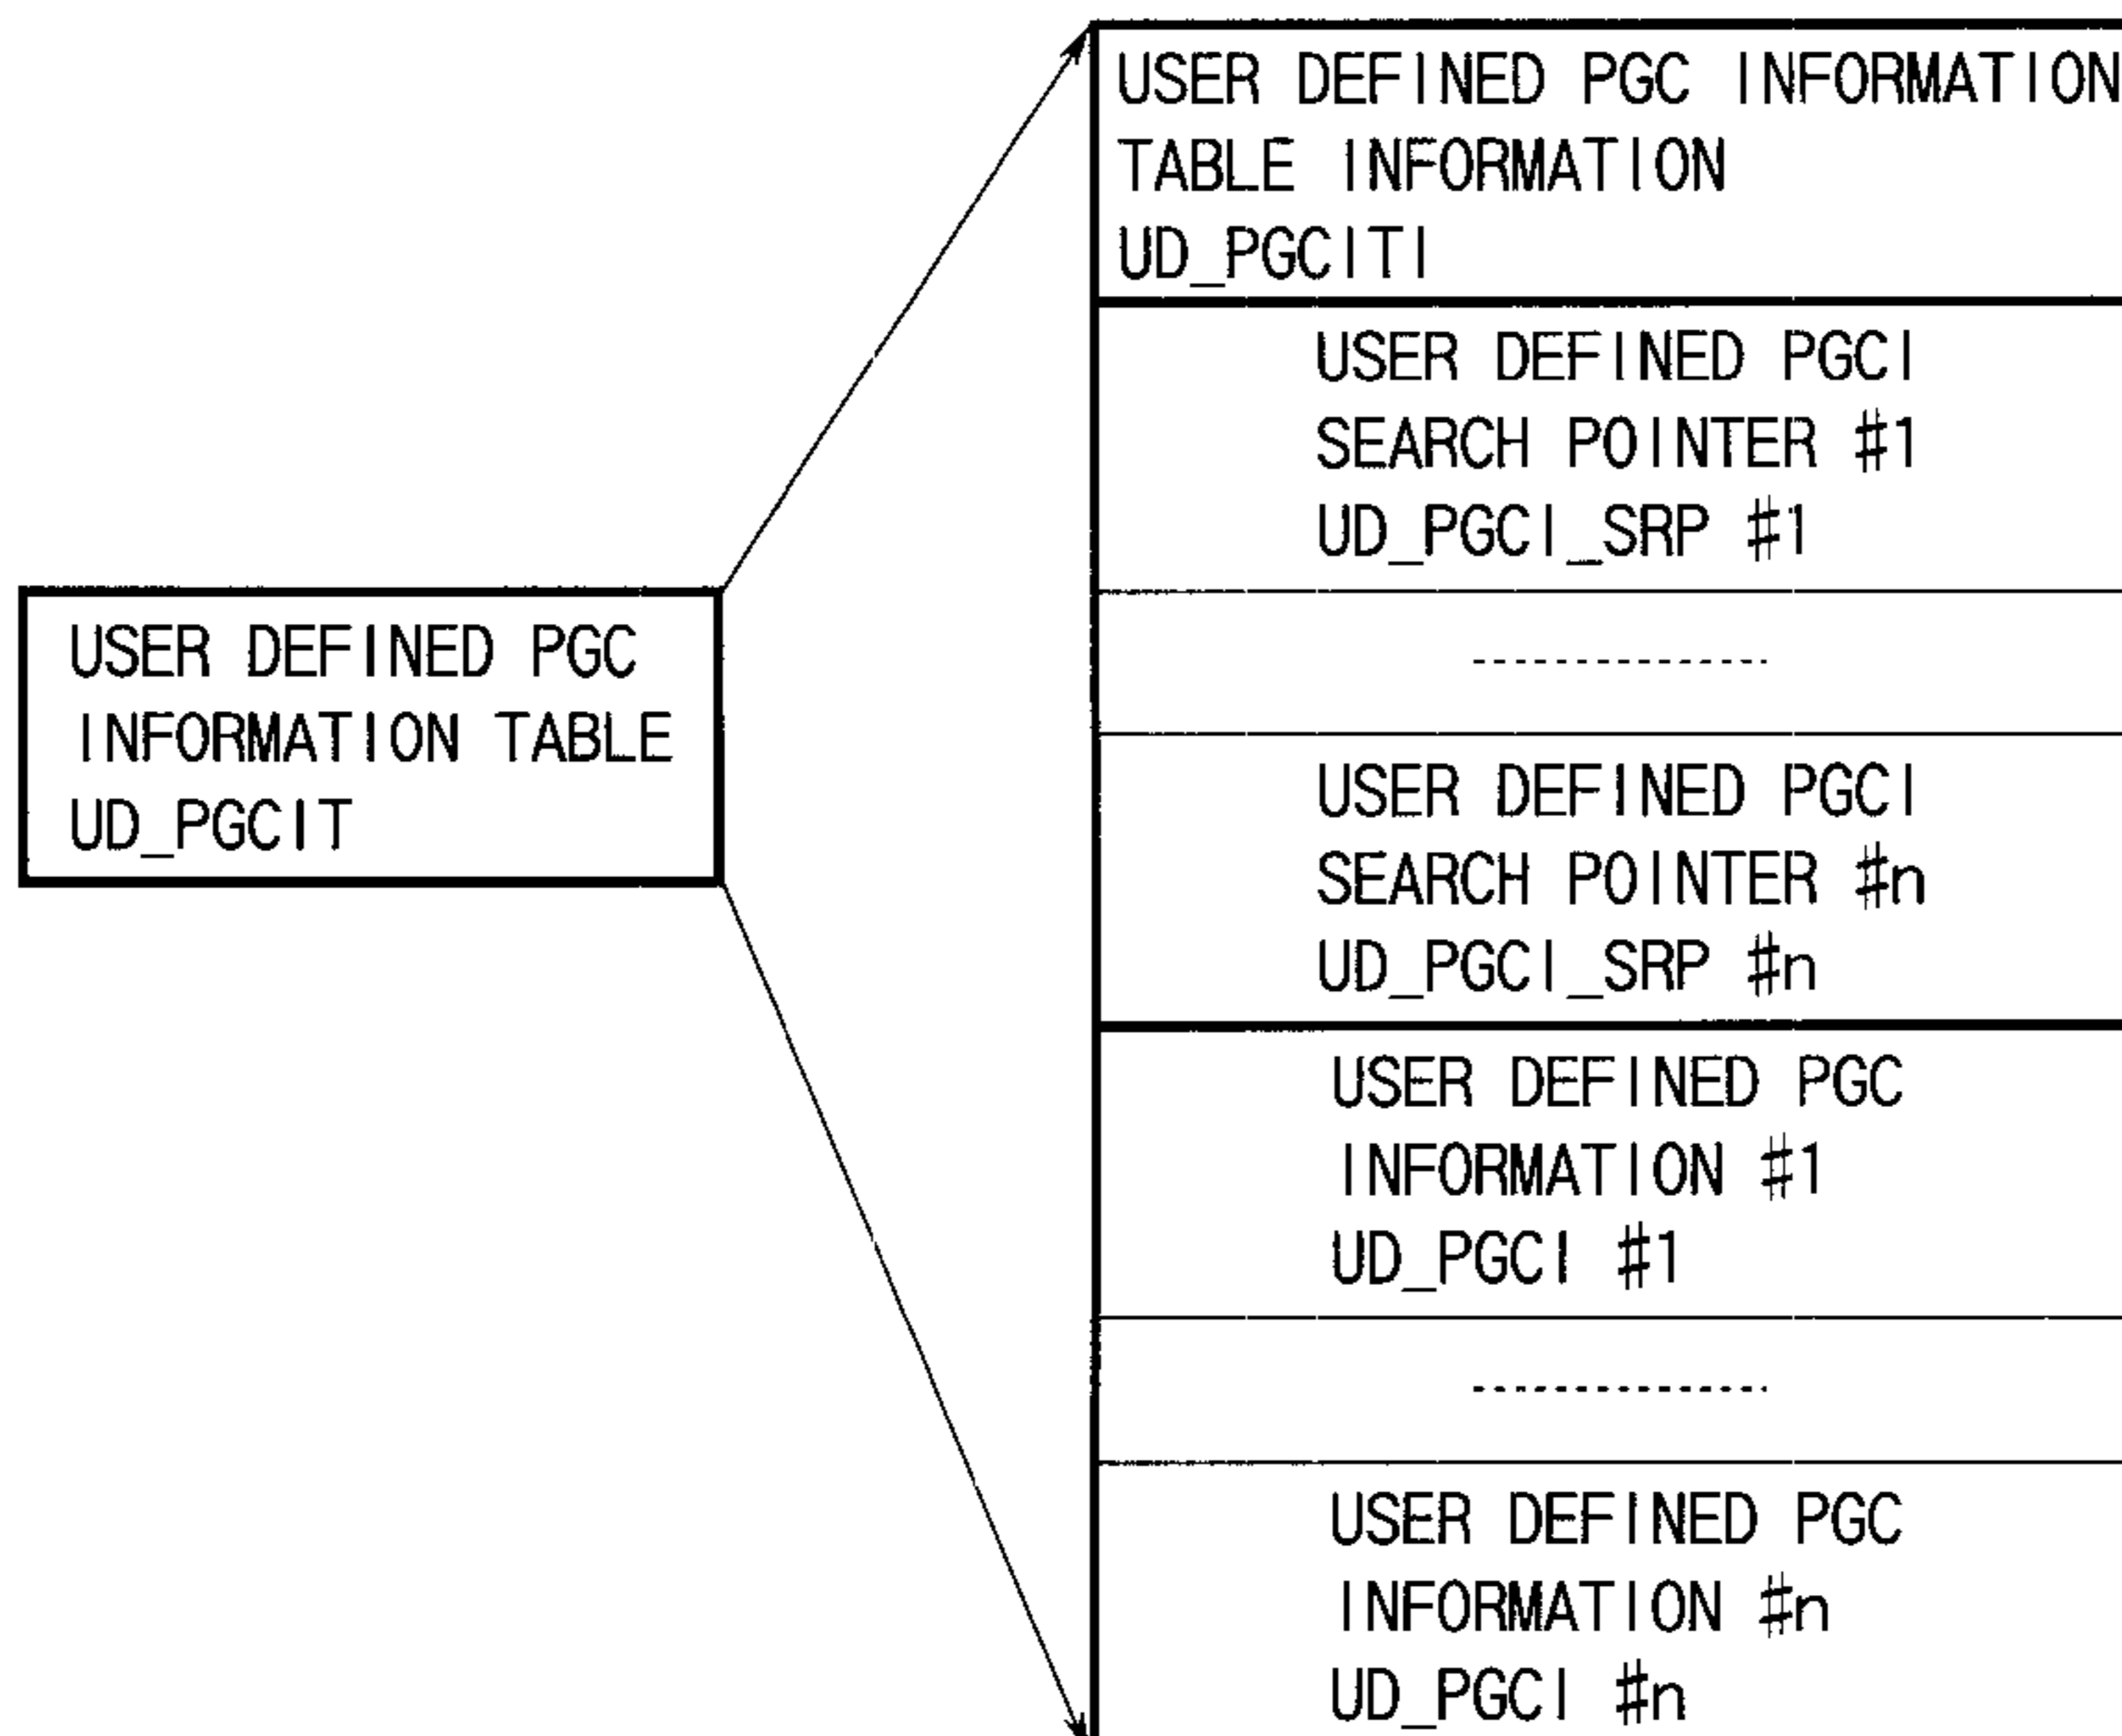 USER DEFINED PGC
INFORMATION TABLE
UD_PGCIT
USER DEFINED PGC INFORMATION
TABLE INFORMATION
UD_PGCITI
USER DEFINED PGCI
SEARCH POINTER #1
UD_PGCI_SRP #1
USER DEFINED PGCI
SEARCH POINTER #n
UD_PGCI_SRP #n
USER DEFINED PGC
INFORMATION #1
UD_PGCI #1
USER DEFINED PGC
INFORMATION #n
UD_PGCI #n